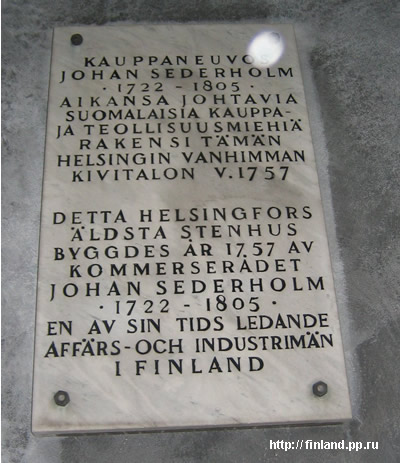 KAUPPANEUVOS
JOHAN SEDERHOLM
· 1722 - 1805 ·
AIKANSA JOHTAVIA
SUOMALAISIA KAUPPA-
JA TEOLLISUUSMIEHIÄ
RAKENSI TÄMÄN
HELSINGIN VANHIMMAN
KIVITALON V. 1757
DETTA HELSINGFORS
ÄLDSTA STENHUS
BYGGDES ÅR 1757 AV
KOMMERSERÅDET
JOHAN SEDERHOLM
· 1722 - 1805 ·
EN AV SIN TIDS LEDANDE
AFFÄRS- OCH INDUSTRIMÄN
I FINLAND
http://finland.pp.ru